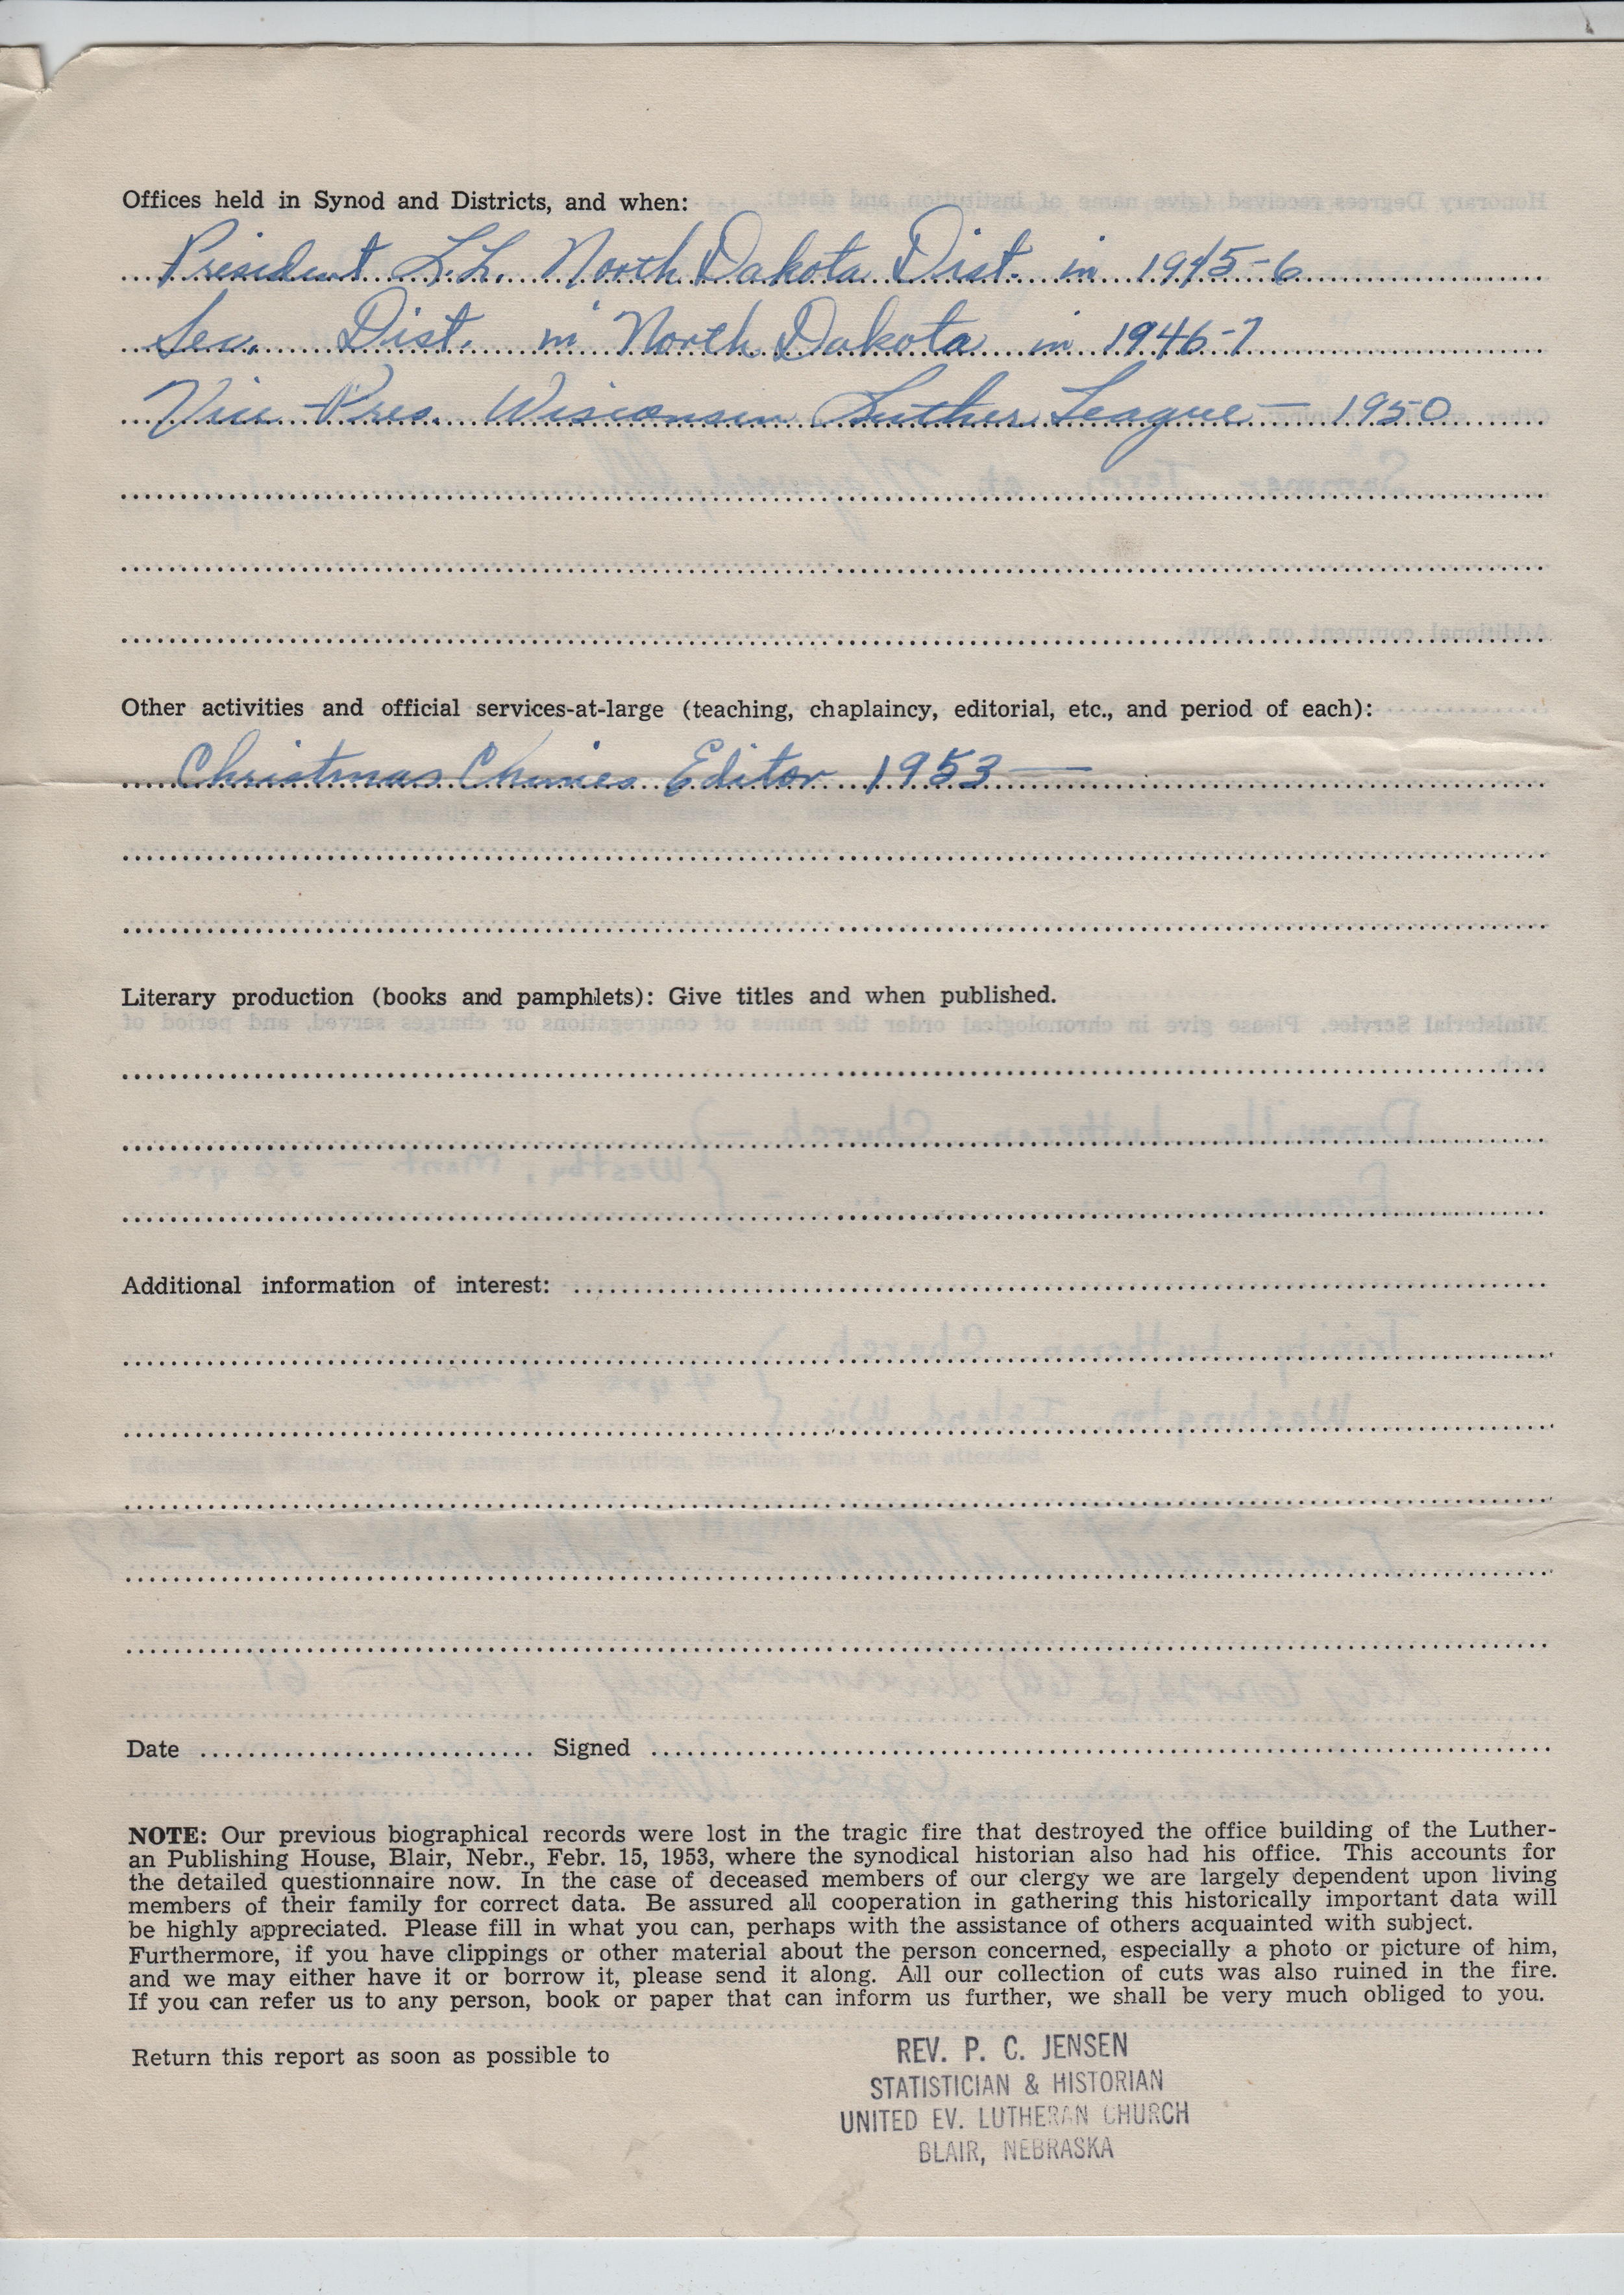 Offices held in Synod and Districts, and when:
President L.L. North Dakota Dist. in 1945-6
Sec. Dist. in North Dakota in 1946-7
Vice Pres. Wisconsin Luther League — 1950
Other activities and official services-at-large (teaching, chaplaincy, editorial, etc., and period of each):
Christmas Chimes Editor 1953 —
Literary production (books and pamphlets): Give titles and when published.
Additional information of interest:
Date Signed
NOTE: Our previous biographical records were lost in the tragic fire that destroyed the office building of the Luther-
an Publishing House, Blair, Nebr., Febr. 15, 1953, where the synodical historian also had his office. This accounts for
the detailed questionnaire now. In the case of deceased members of our clergy we are largely dependent upon living
members of their family for correct data. Be assured all cooperation in gathering this historically important data will
be highly appreciated. Please fill in what you can, perhaps with the assistance of others acquainted with subject.
Furthermore, if you have clippings or other material about the person concerned, especially a photo or picture of him,
and we may either have it or borrow it, please send it along. All our collection of cuts was also ruined in the fire.
If you can refer us to any person, book or paper that can inform us further, we shall be very much obliged to you.
Return this report as soon as possible to
REV. P. C. JENSEN
STATISTICIAN & HISTORIAN
UNITED EV. LUTHERAN CHURCH
BLAIR, NEBRASKA